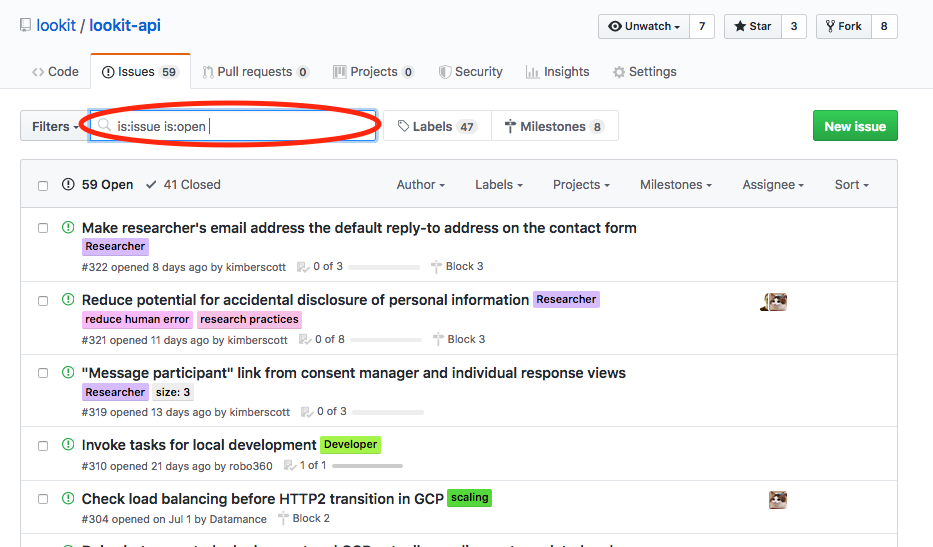 lookit / lookit-api
Unwatch 7 Star 3 Fork 8
Code Issues 59 Pull requests 0 Projects 0 Security Insights Settings
Filters is:issue is:open Labels 47 Milestones 8 New issue
59 Open 41 Closed Author Labels Projects Milestones Assignee Sort
Make researcher's email address the default reply-to address on the contact form
Researcher
#322 opened 8 days ago by kimberscott 0 of 3 Block 3
Reduce potential for accidental disclosure of personal information Researcher
reduce human error research practices
#321 opened 11 days ago by kimberscott 0 of 8 Block 3
"Message participant" link from consent manager and individual response views
Researcher size: 3
#319 opened 13 days ago by kimberscott 0 of 3
Invoke tasks for local development Developer
#310 opened 21 days ago by robo360 1 of 1
Check load balancing before HTTP2 transition in GCP scaling
#304 opened on Jul 1 by Datamance Block 2